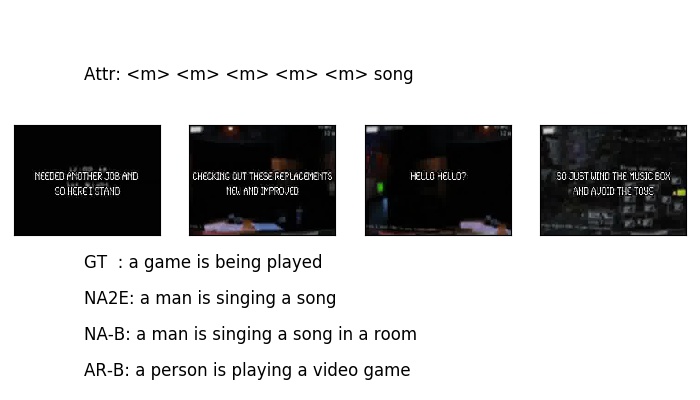 Attr: <m> <m> <m> <m> <m> song
NEEDED ANOTHER JOB AND
SO HERE I STAND
CHECKING OUT THESE REPLACEMENTS
NEW AND IMPROVED
HELLO HELLO?
SO JUST WIND THE MUSIC BOX
AND AVOID THE TOYS
GT : a game is being played
NA2E: a man is singing a song
NA-B: a man is singing a song in a room
AR-B: a person is playing a video game